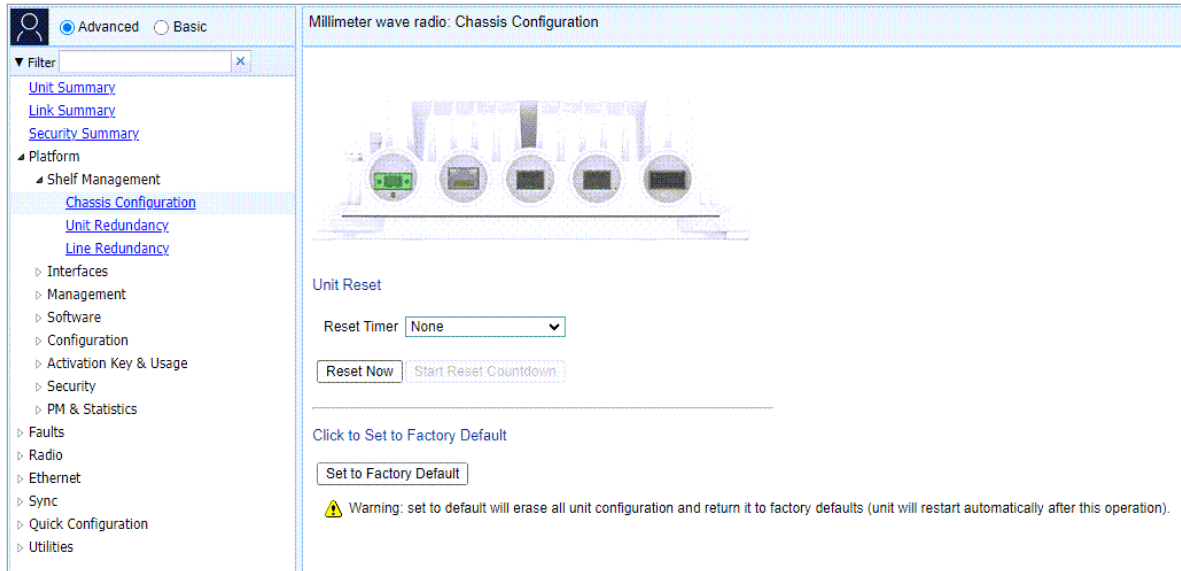 Advanced Basic
Millimeter wave radio: Chassis Configuration
▼ Filter
Unit Summary
Link Summary
Security Summary
Platform
Shelf Management
Chassis Configuration
Unit Redundancy
Line Redundancy
Interfaces
Management
Software
Configuration
Activation Key & Usage
Security
PM & Statistics
Faults
Radio
Ethernet
Sync
Quick Configuration
Utilities
Unit Reset
Reset Timer None
Reset Now Start Reset Countdown
Click to Set to Factory Default
Set to Factory Default
Warning: set to default will erase all unit configuration and return it to factory defaults (unit will restart automatically after this operation).